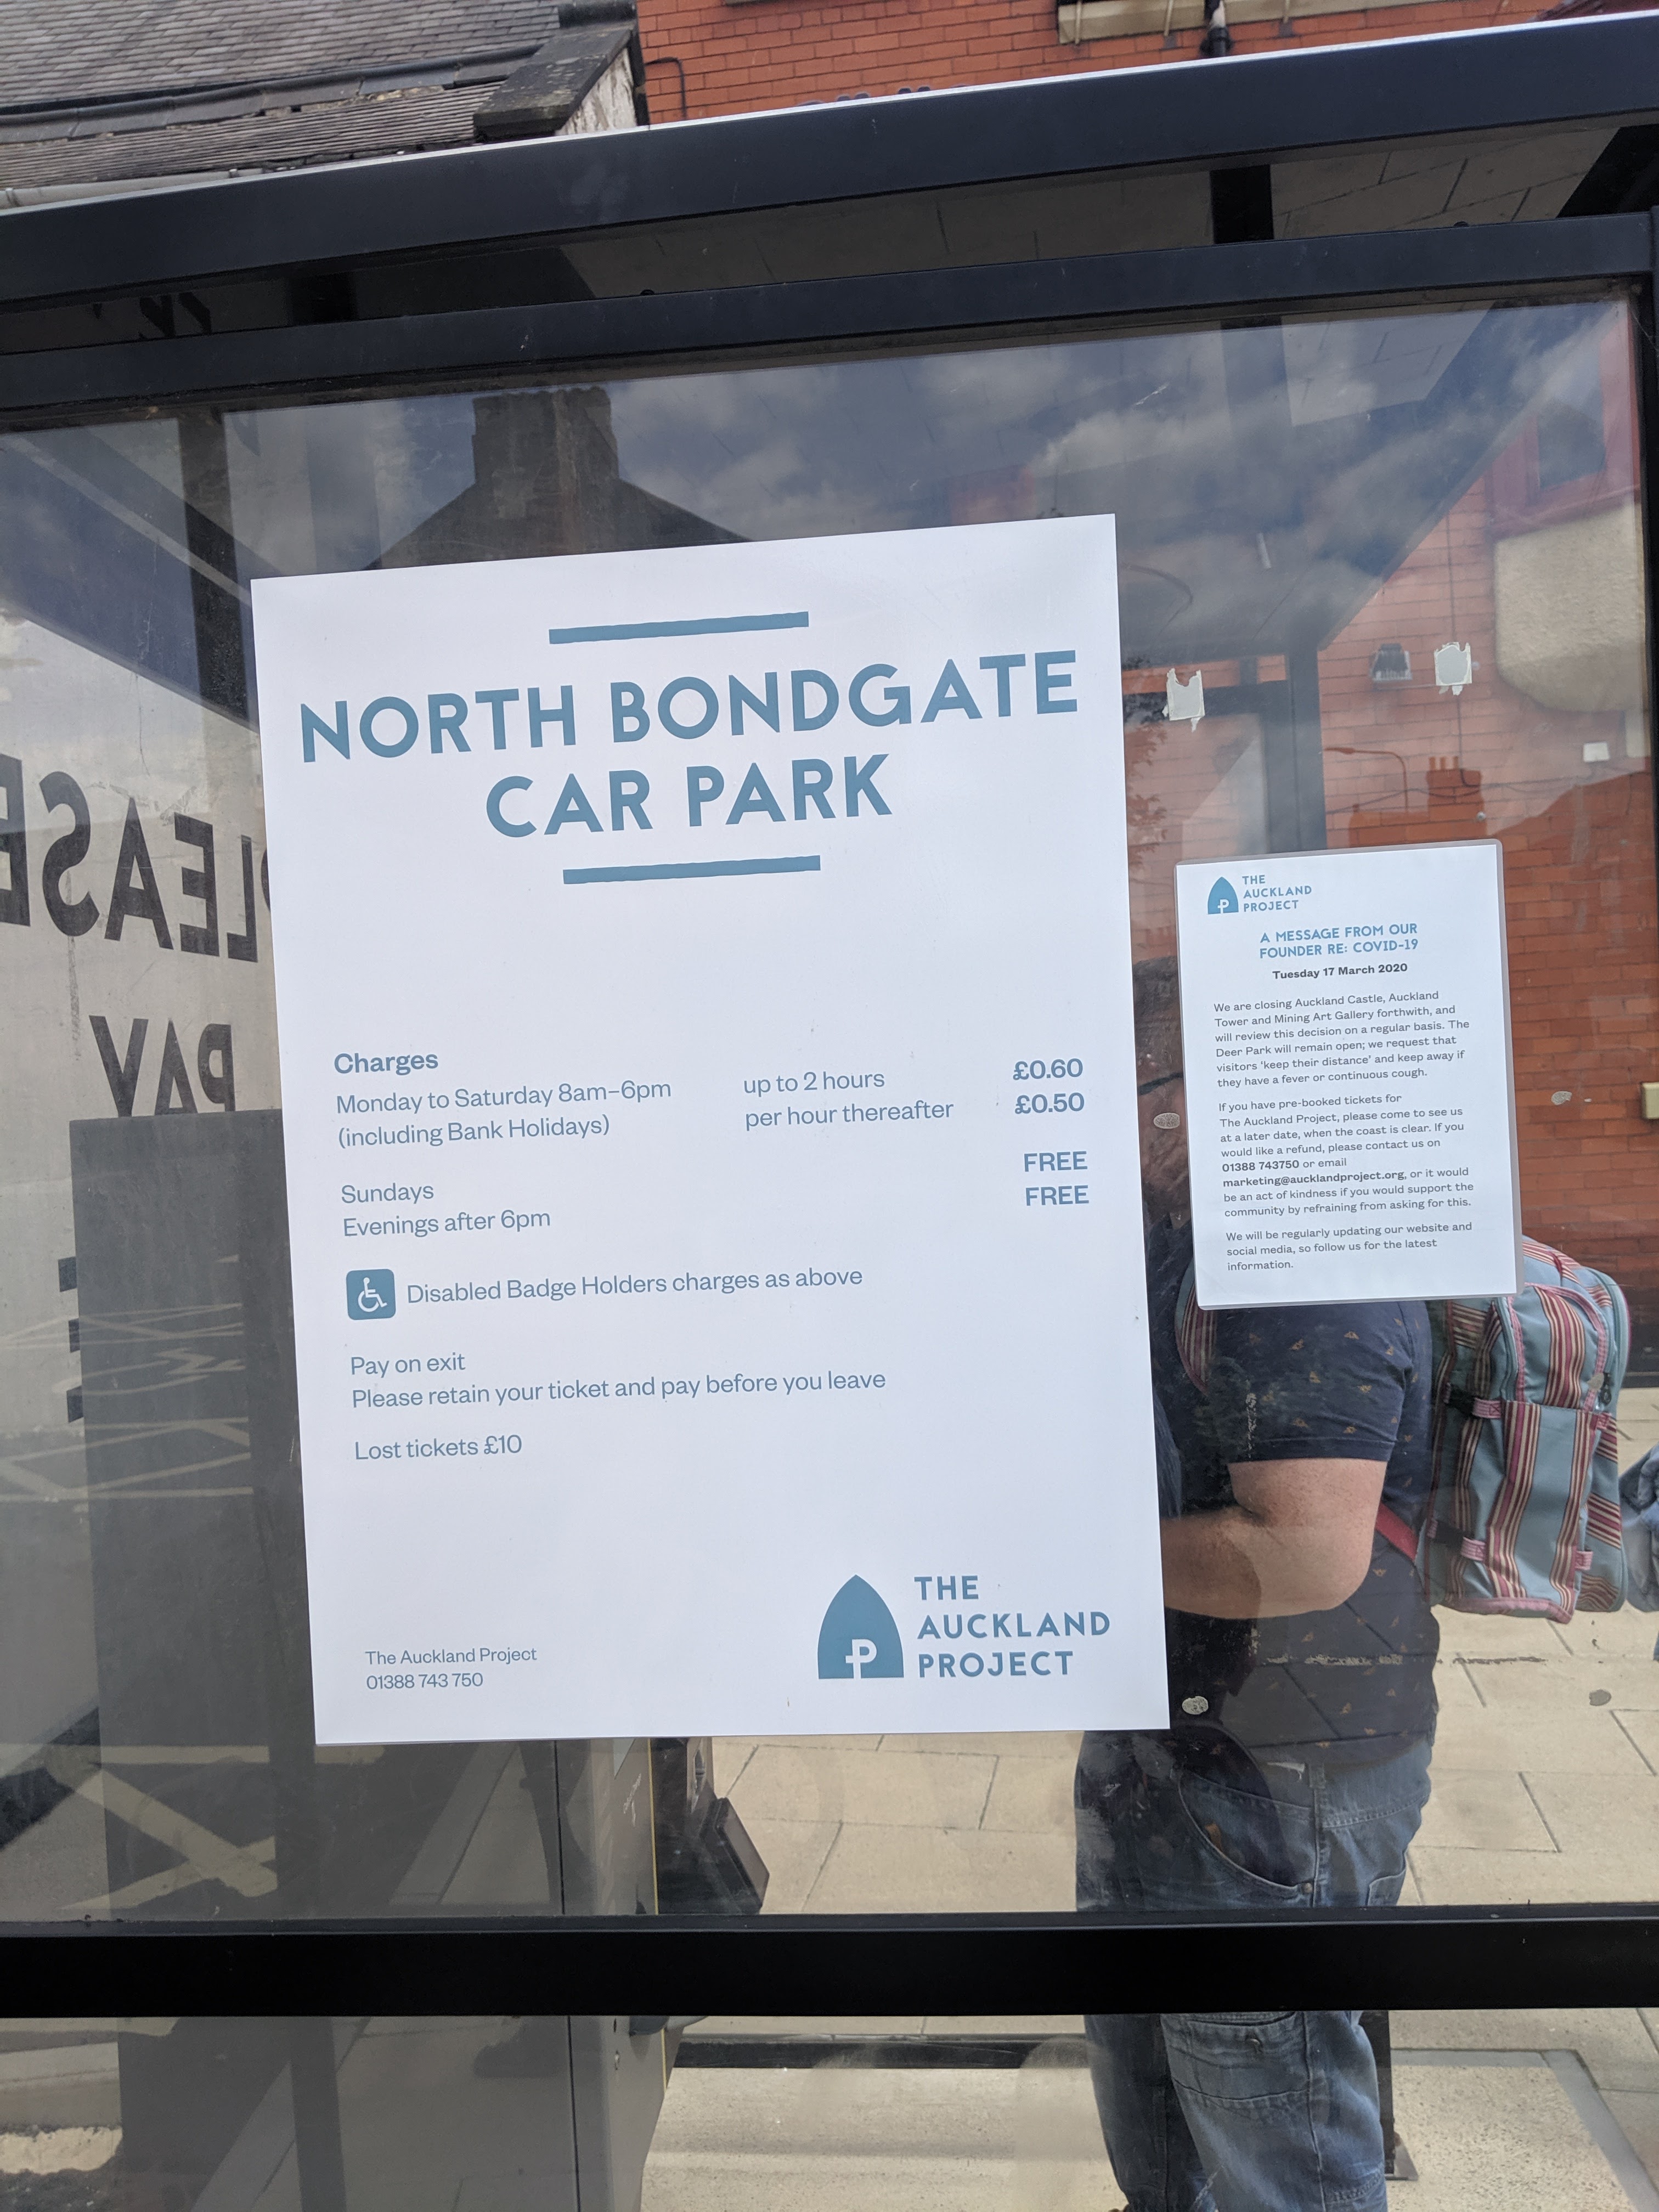 NORTH BONDGATE
CAR PARK
Charges
Monday to Saturday 8am–6pm
(including Bank Holidays)
up to 2 hours £0.60
per hour thereafter £0.50
Sundays FREE
Evenings after 6pm FREE
Disabled Badge Holders charges as above
Pay on exit
Please retain your ticket and pay before you leave
Lost tickets £10
The Auckland Project
01388 743 750
THE
AUCKLAND
PROJECT
THE
AUCKLAND
PROJECT
A MESSAGE FROM OUR
FOUNDER RE: COVID-19
Tuesday 17 March 2020
We are closing Auckland Castle, Auckland
Tower and Mining Art Gallery forthwith, and
will review this decision on a regular basis. The
Deer Park will remain open; we request that
visitors 'keep their distance' and keep away if
they have a fever or continuous cough.
If you have pre-booked tickets for
The Auckland Project, please come to see us
at a later date, when the coast is clear. If you
would like a refund, please contact us on
01388 743750 or email
marketing@aucklandproject.org, or it would
be an act of kindness if you would support the
community by refraining from asking for this.
We will be regularly updating our website and
social media, so follow us for the latest
information.
PLEASE
PAY